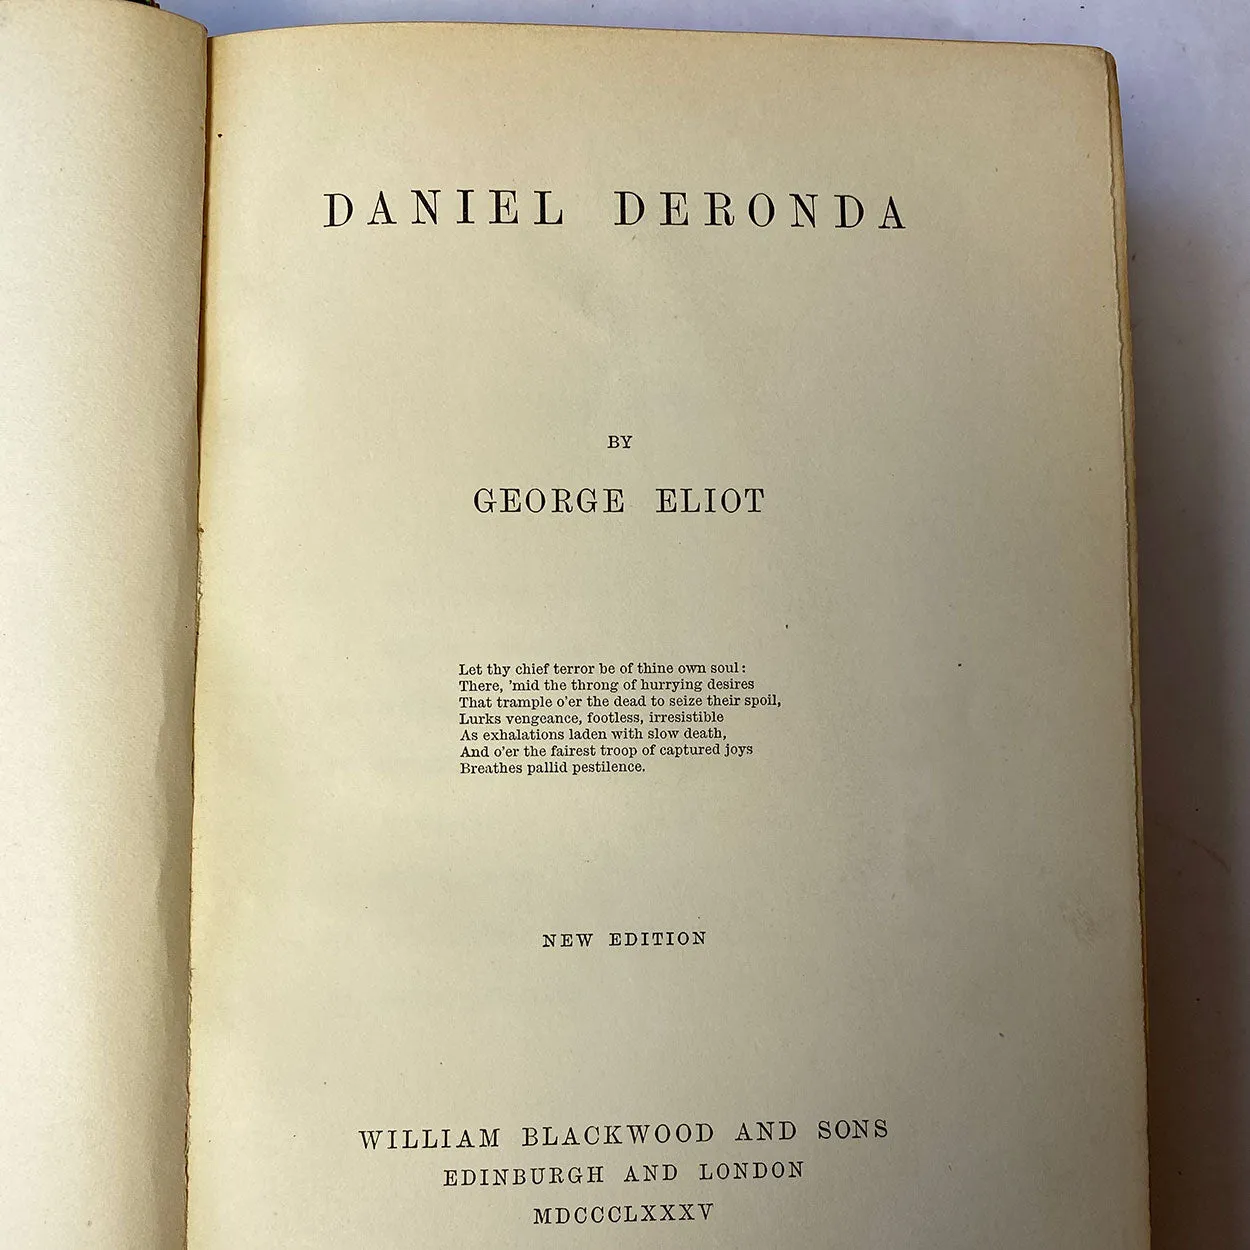 DANIEL DERONDA
BY
GEORGE ELIOT
Let thy chief terror be of thine own soul:
There, 'mid the throng of hurrying desires
That trample o'er the dead to seize their spoil,
Lurks vengeance, footless, irresistible
As exhalations laden with slow death,
And o'er the fairest troop of captured joys
Breathes pallid pestilence.
NEW EDITION
WILLIAM BLACKWOOD AND SONS
EDINBURGH AND LONDON
MDCCCLXXXV